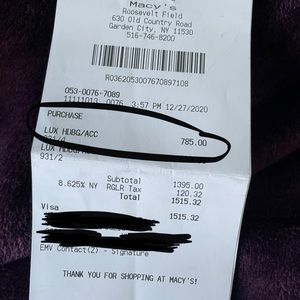 Macy's
Roosevelt Field
630 Old Country Road
Garden City, NY 11530
516-746-8200
R0362053007670897108
053-0076-7089
11111013 0076 3:57 PM 12/27/2020
PURCHASE
LUX HDBG/ACC 785.00
LUX
931/2
Subtotal 1395.00
8.625% NY RGLR Tax 120.32
Total 1515.32
Visa 1515.32
EMV Contact(Z) - Signature
THANK YOU FOR SHOPPING AT MACY'S!